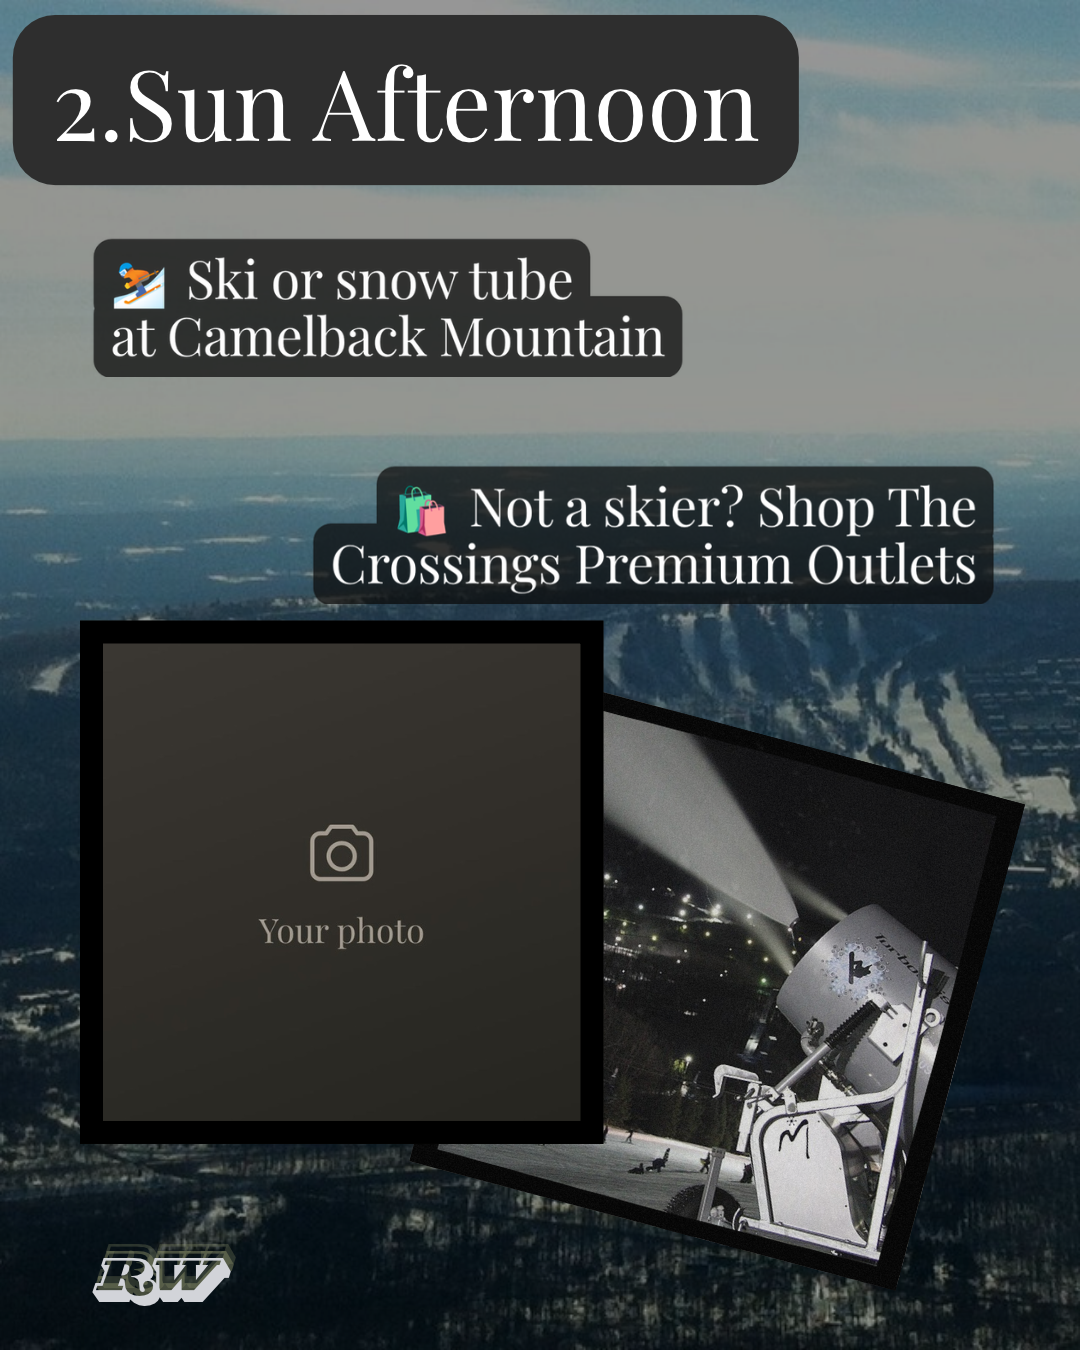 2.Sun Afternoon
⛷️ Ski or snow tube
at Camelback Mountain
🛍️ Not a skier? Shop The
Crossings Premium Outlets
Your photo
M
RW